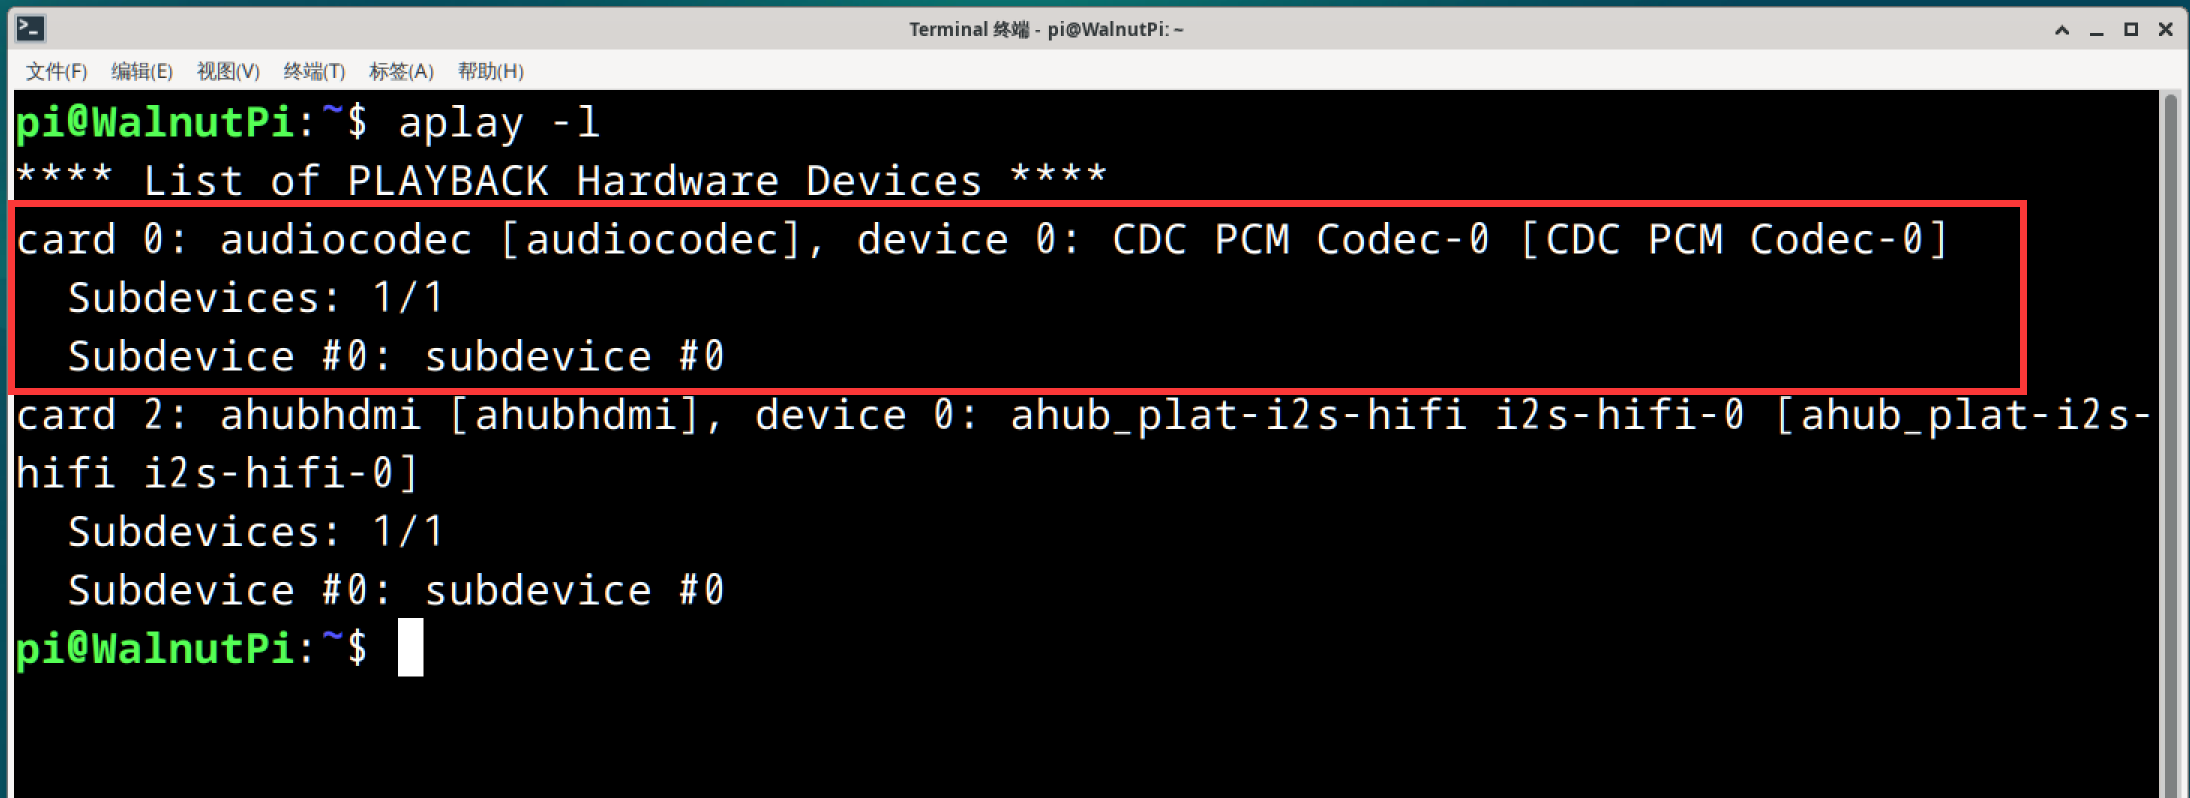 Terminal 终端 - pi@WalnutPi: ~
文件(F) 编辑(E) 视图(V) 终端(T) 标签(A) 帮助(H)
pi@WalnutPi:~$ aplay -l
**** List of PLAYBACK Hardware Devices ****
card 0: audiocodec [audiocodec], device 0: CDC PCM Codec-0 [CDC PCM Codec-0]
  Subdevices: 1/1
  Subdevice #0: subdevice #0
card 2: ahubhdmi [ahubhdmi], device 0: ahub_plat-i2s-hifi i2s-hifi-0 [ahub_plat-i2s-
hifi i2s-hifi-0]
  Subdevices: 1/1
  Subdevice #0: subdevice #0
pi@WalnutPi:~$